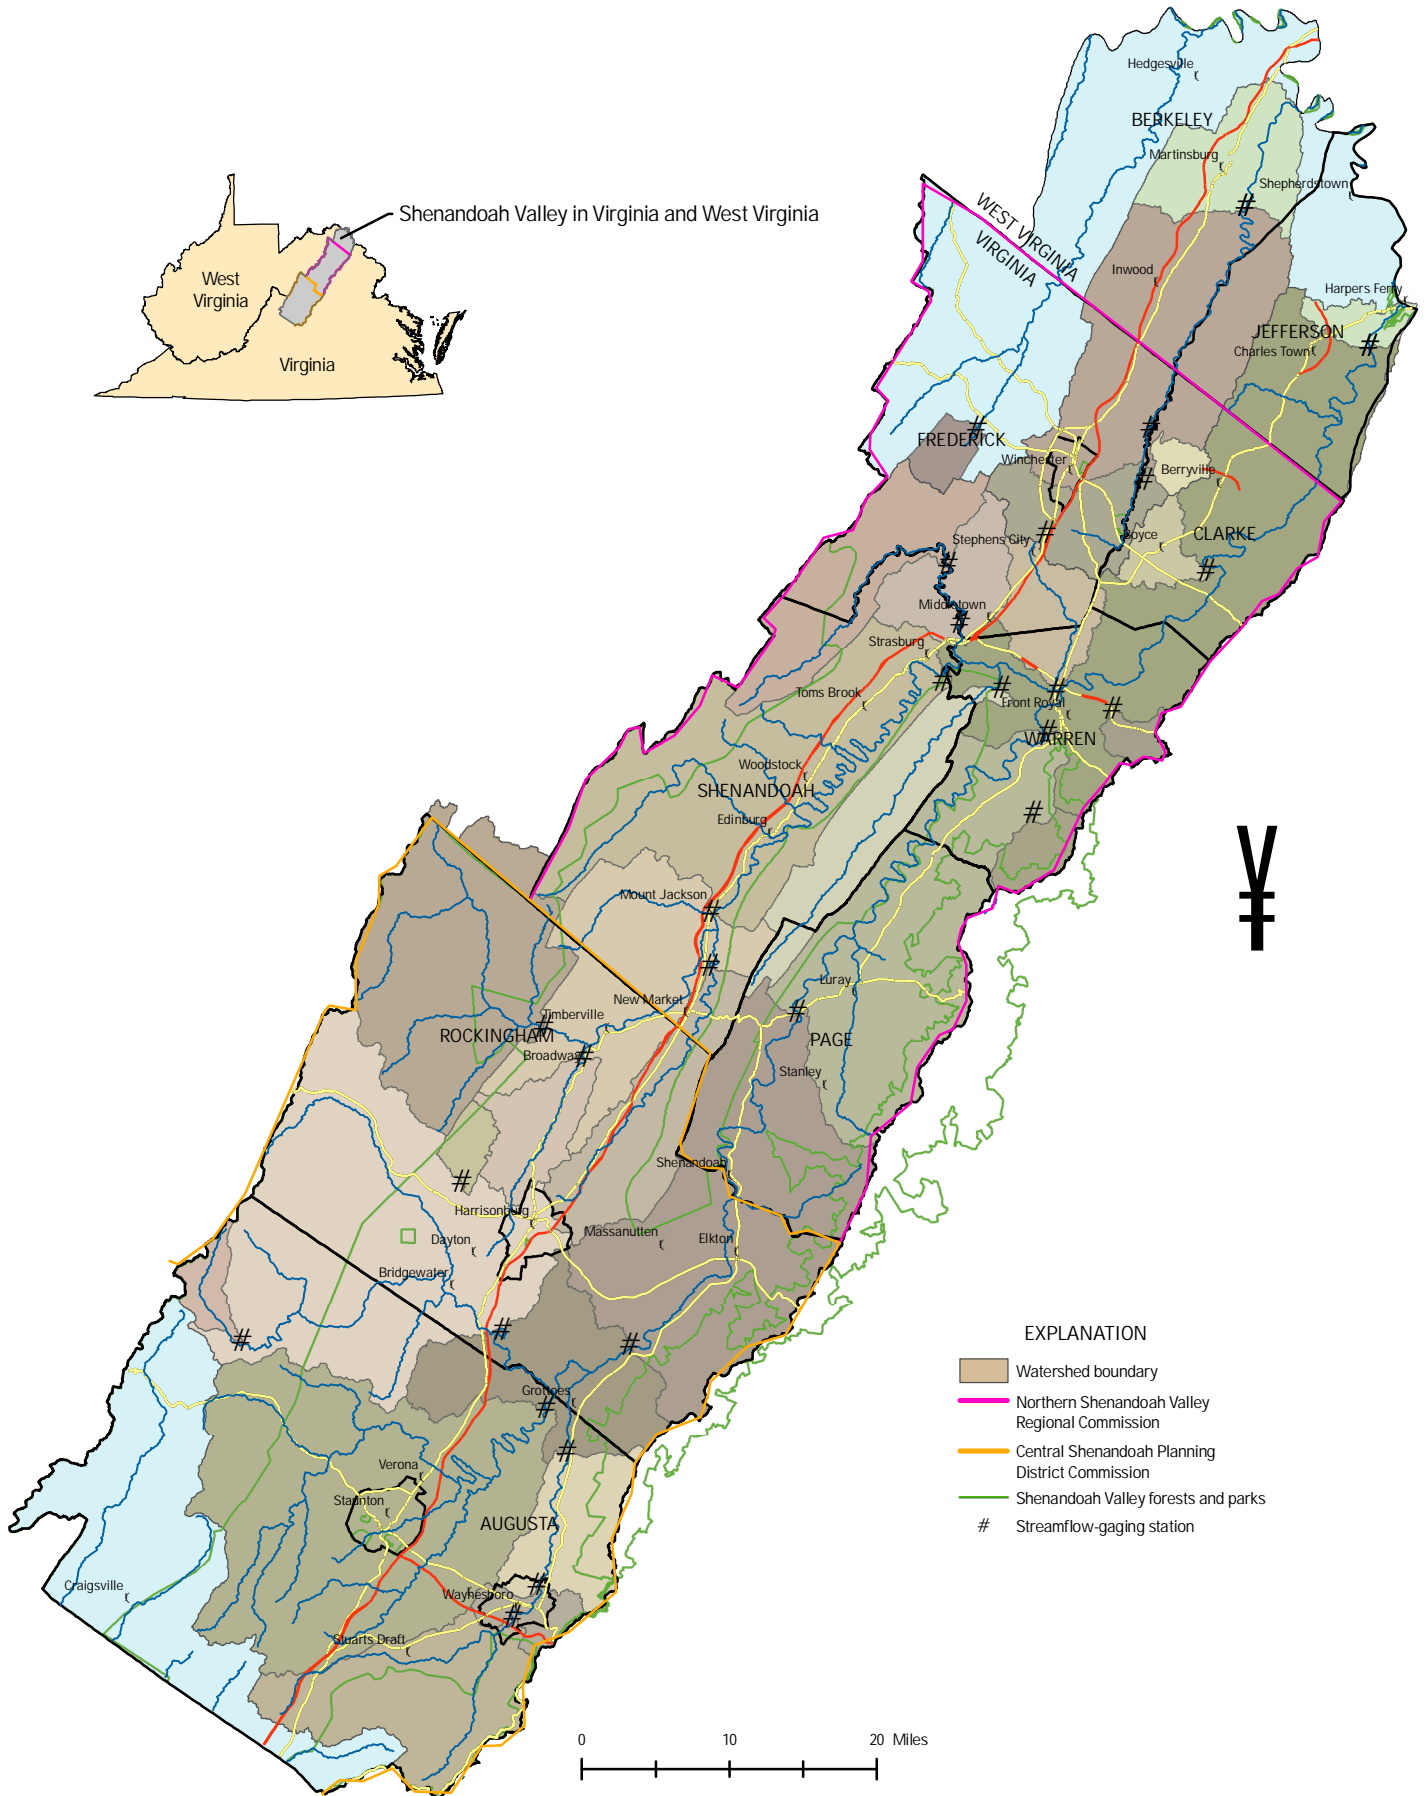 Hedgesville
BERKELEY
Martinsburg
Shepherdstown
WEST VIRGINIA
VIRGINIA
Shenandoah Valley in Virginia and West Virginia
West
Virginia
Virginia
Inwood
Harpers Ferry
JEFFERSON
Charles Town
FREDERICK
Winchester
Berryville
Stephens City
Boyce
CLARKE
Middletown
Strasburg
Toms Brook
Front Royal
WARREN
Woodstock
SHENANDOAH
Edinburg
Mount Jackson
Luray
New Market
Timberville
ROCKINGHAM
Broadway
PAGE
Stanley
Shenandoah
Harrisonburg
Massanutten
Elkton
Dayton
Bridgewater
Grottoes
Verona
Staunton
AUGUSTA
Craigsville
Waynesboro
Stuarts Draft
¥
EXPLANATION
Watershed boundary
Northern Shenandoah Valley
Regional Commission
Central Shenandoah Planning
District Commission
Shenandoah Valley forests and parks
# Streamflow-gaging station
0 10 20 Miles